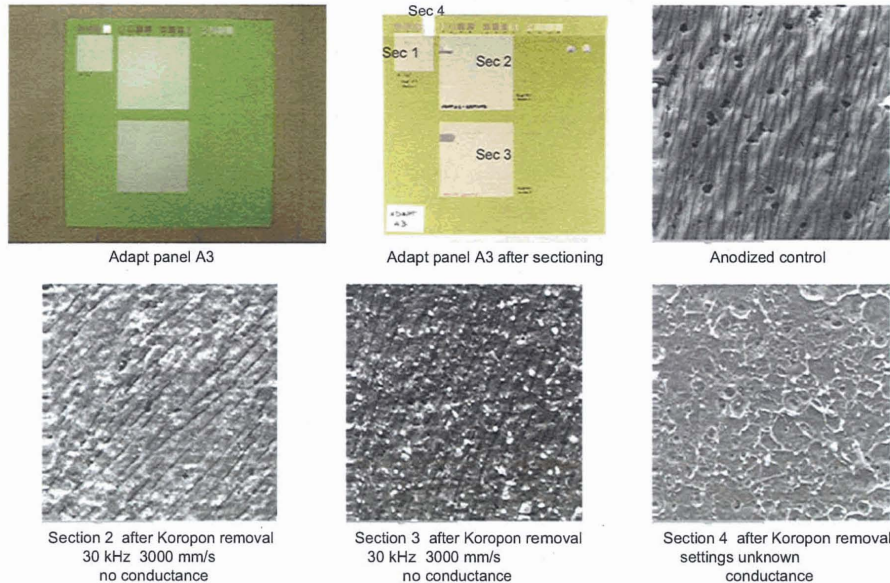 Sec 4
Sec 1
Sec 2
Sec 3
ADAPT
A3
Adapt panel A3
Adapt panel A3 after sectioning
Anodized control
Section 2 after Koropon removal
30 kHz 3000 mm/s
no conductance
Section 3 after Koropon removal
30 kHz 3000 mm/s
no conductance
Section 4 after Koropon removal
settings unknown
conductance